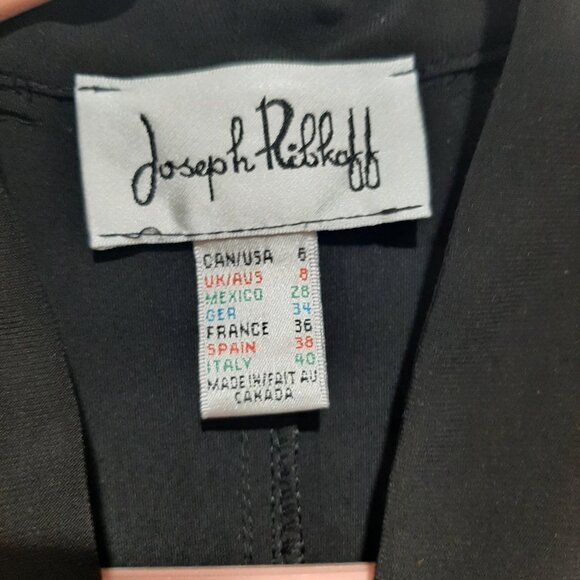 Joseph Ribkoff
CAN/USA 6
UK/AUS 8
MEXICO 28
GER 34
FRANCE 36
SPAIN 38
ITALY 40
MADE IN/FAIT AU
CANADA